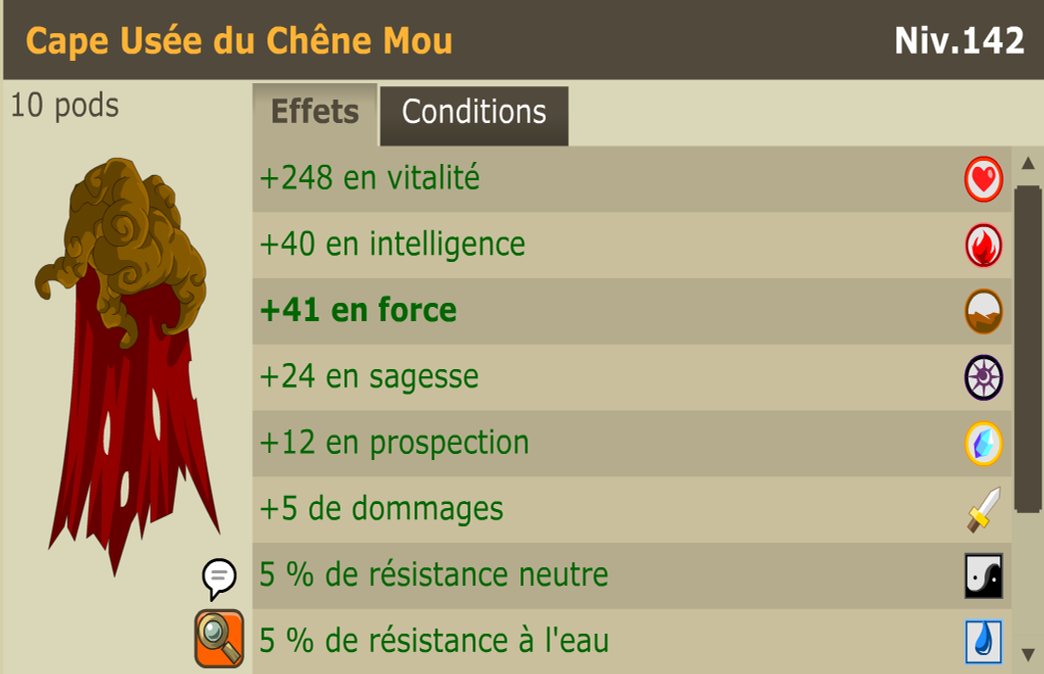 Cape Usée du Chêne Mou
Niv.142
10 pods
Effets
Conditions
+248 en vitalité
+40 en intelligence
+41 en force
+24 en sagesse
+12 en prospection
+5 de dommages
5 % de résistance neutre
5 % de résistance à l'eau